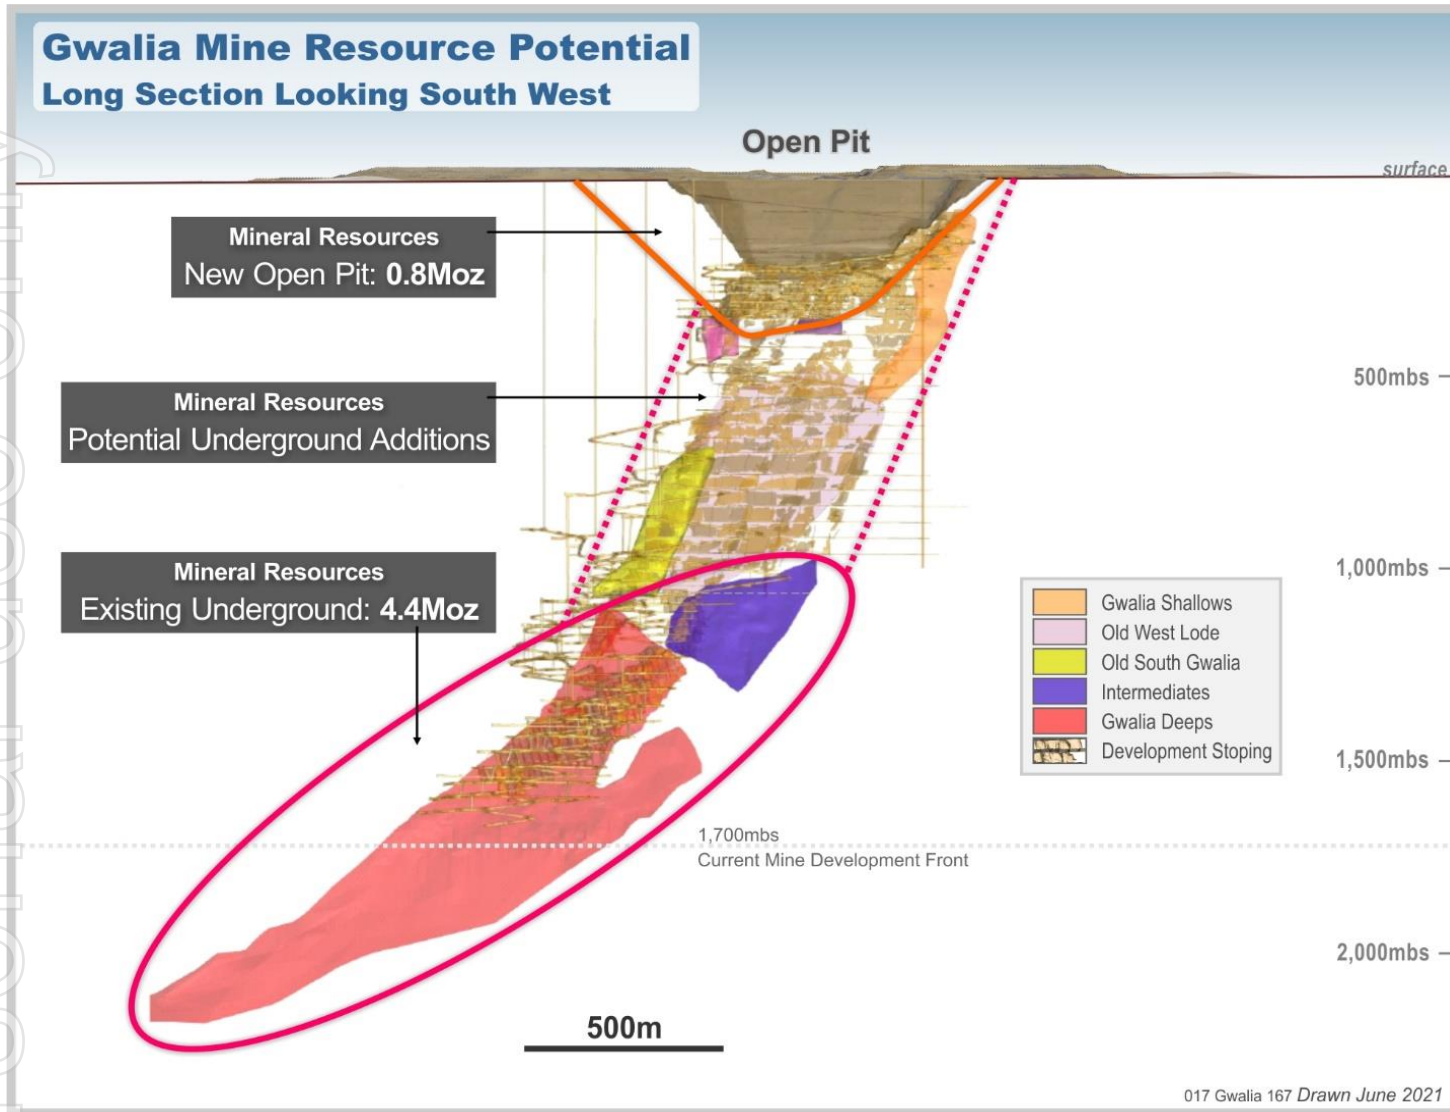 Gwalia Mine Resource Potential
Long Section Looking South West
Open Pit
surface
Mineral Resources
New Open Pit: 0.8Moz
500mbs
Mineral Resources
Potential Underground Additions
Mineral Resources
Existing Underground: 4.4Moz
1,000mbs
Gwalia Shallows
Old West Lode
Old South Gwalia
Intermediates
Gwalia Deeps
Development Stoping
1,500mbs
1,700mbs
Current Mine Development Front
2,000mbs
500m
017 Gwalia 167 Drawn June 2021